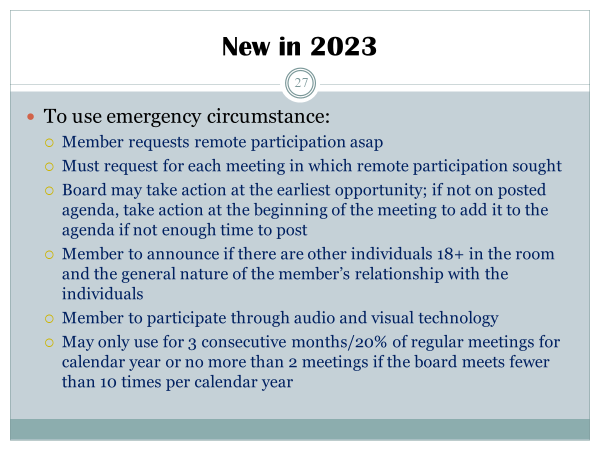 New in 2023
27
To use emergency circumstance:
Member requests remote participation asap
Must request for each meeting in which remote participation sought
Board may take action at the earliest opportunity; if not on posted
agenda, take action at the beginning of the meeting to add it to the
agenda if not enough time to post
Member to announce if there are other individuals 18+ in the room
and the general nature of the member’s relationship with the
individuals
Member to participate through audio and visual technology
May only use for 3 consecutive months/20% of regular meetings for
calendar year or no more than 2 meetings if the board meets fewer
than 10 times per calendar year